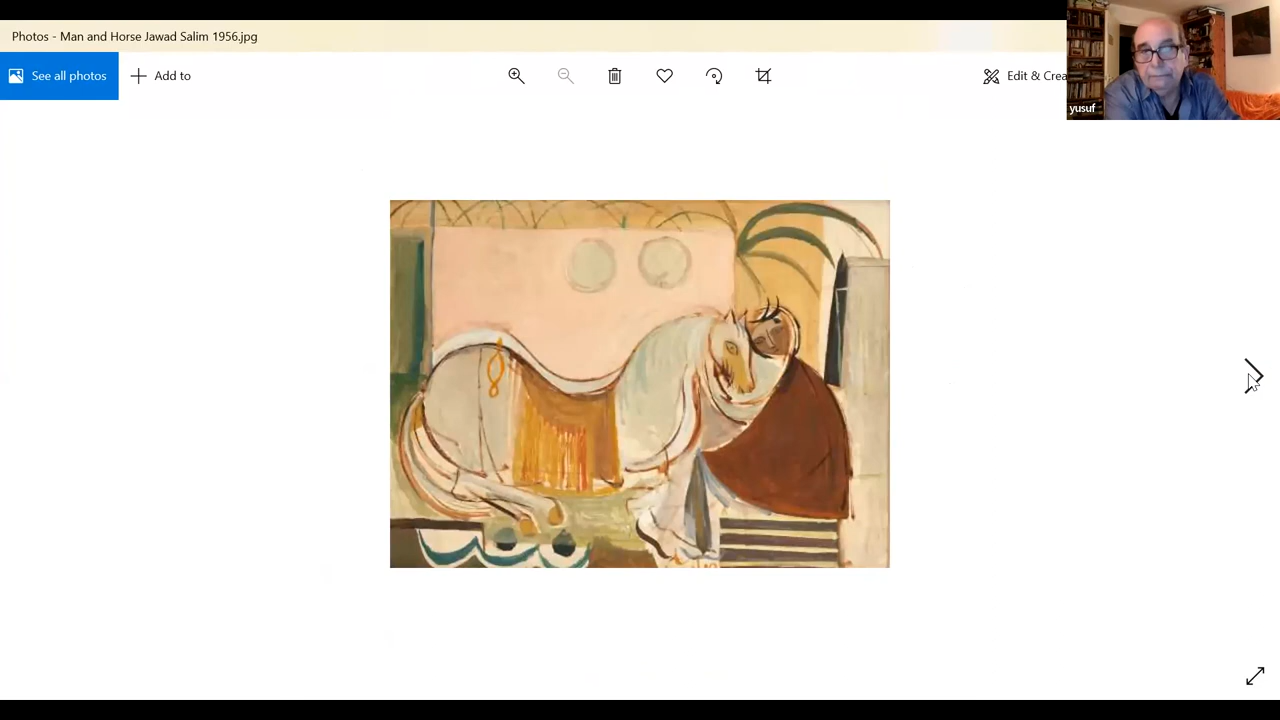 Photos - Man and Horse Jawad Salim 1956.jpg
See all photos
Add to
Edit & Crea
yusuf